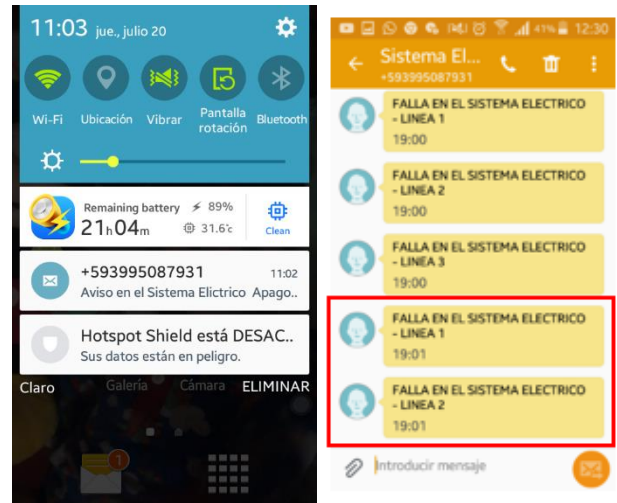 11:03 jue., julio 20
Wi-Fi
Ubicación
Vibrar
Pantalla
rotación
Bluetooth
Remaining battery 89%
21h04m 31.6c
Clean
+593995087931 11:02
Aviso en el Sistema Elictrico Apago..
Hotspot Shield está DESAC..
Sus datos están en peligro.
Claro
Galería
Cámara
ELIMINAR
1
41% 12:30
Sistema El...
+593995087931
FALLA EN EL SISTEMA ELECTRICO
- LINEA 1
19:00
FALLA EN EL SISTEMA ELECTRICO
- LINEA 2
19:00
FALLA EN EL SISTEMA ELECTRICO
- LINEA 3
19:00
FALLA EN EL SISTEMA ELECTRICO
- LINEA 1
19:01
FALLA EN EL SISTEMA ELECTRICO
- LINEA 2
19:01
Introducir mensaje